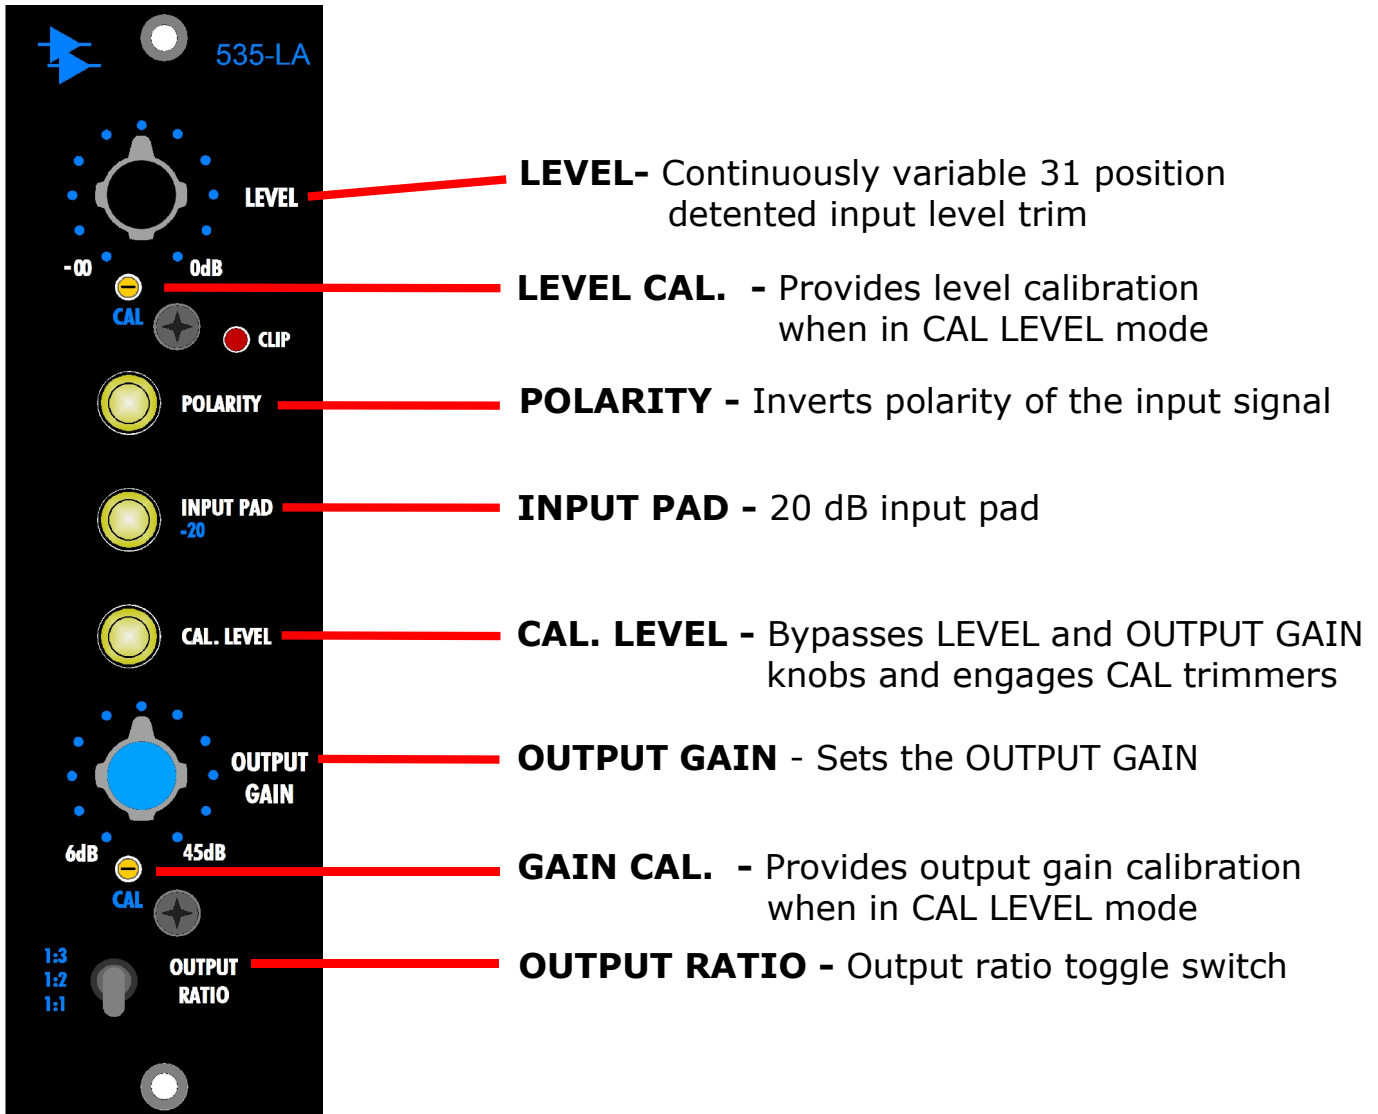 535-LA
LEVEL
-∞
0dB
CAL
CLIP
POLARITY
INPUT PAD
-20
CAL. LEVEL
OUTPUT
GAIN
6dB
45dB
CAL
1:3
1:2
1:1
OUTPUT
RATIO
LEVEL- Continuously variable 31 position
detented input level trim
LEVEL CAL. - Provides level calibration
when in CAL LEVEL mode
POLARITY - Inverts polarity of the input signal
INPUT PAD - 20 dB input pad
CAL. LEVEL - Bypasses LEVEL and OUTPUT GAIN
knobs and engages CAL trimmers
OUTPUT GAIN - Sets the OUTPUT GAIN
GAIN CAL. - Provides output gain calibration
when in CAL LEVEL mode
OUTPUT RATIO - Output ratio toggle switch